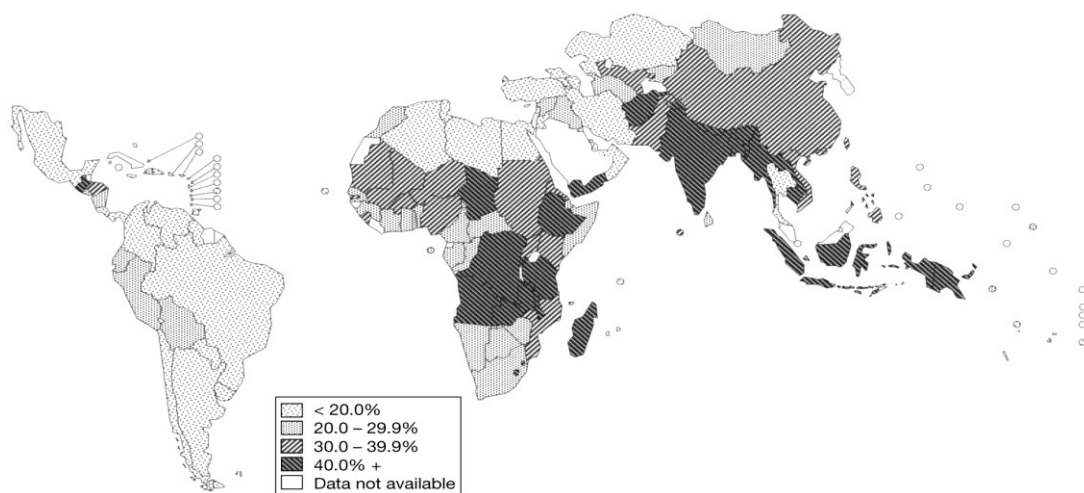 < 20.0%
20.0 – 29.9%
30.0 – 39.9%
40.0% +
Data not available